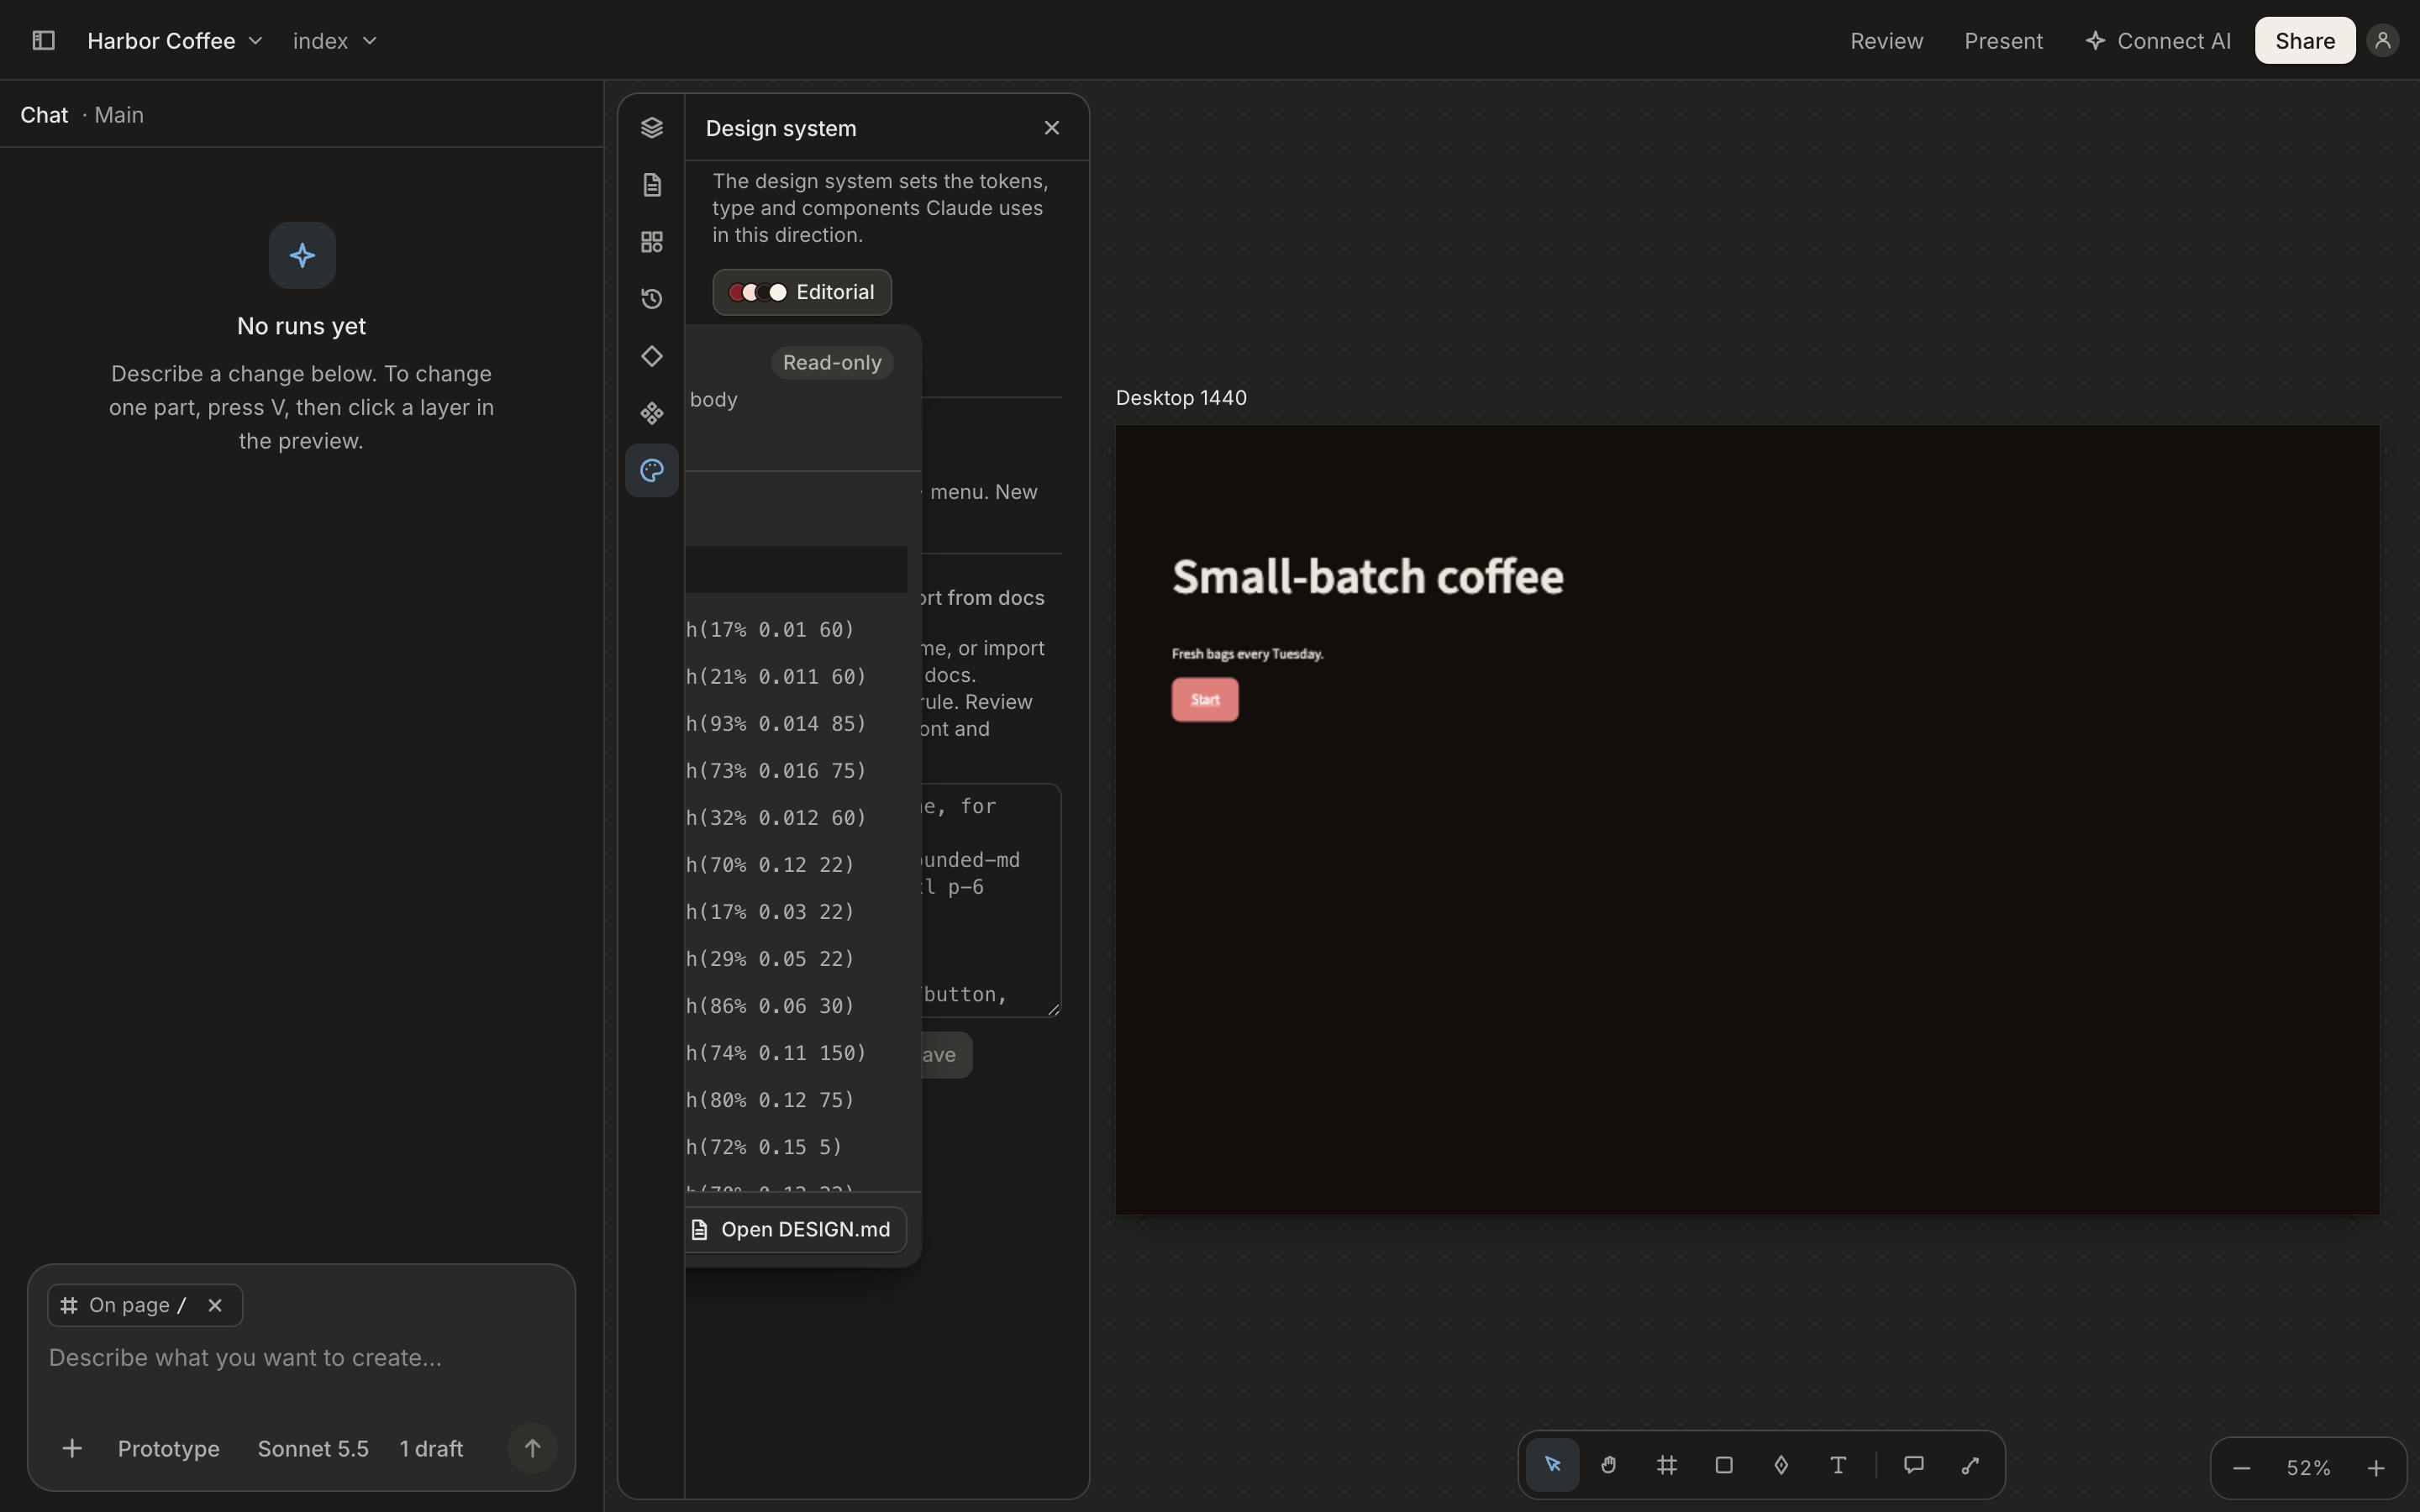 Harbor Coffee
index
Review
Present
Connect AI
Share
Chat · Main
No runs yet
Describe a change below. To change
one part, press V, then click a layer in
the preview.
On page /
Describe what you want to create...
Prototype
Sonnet 5.5
1 draft
Design system
The design system sets the tokens,
type and components Claude uses
in this direction.
Editorial
Read-only
body
menu. New
h(17% 0.01 60)
h(21% 0.011 60)
h(93% 0.014 85)
h(73% 0.016 75)
h(32% 0.012 60)
h(70% 0.12 22)
h(17% 0.03 22)
h(29% 0.05 22)
h(86% 0.06 30)
h(74% 0.11 150)
h(80% 0.12 75)
h(72% 0.15 5)
Open DESIGN.md
ort from docs
me, or import
docs.
rule. Review
ont and
e, for
ounded-md
l p-6
button,
ave
Desktop 1440
Small-batch coffee
Fresh bags every Tuesday.
Start
52%